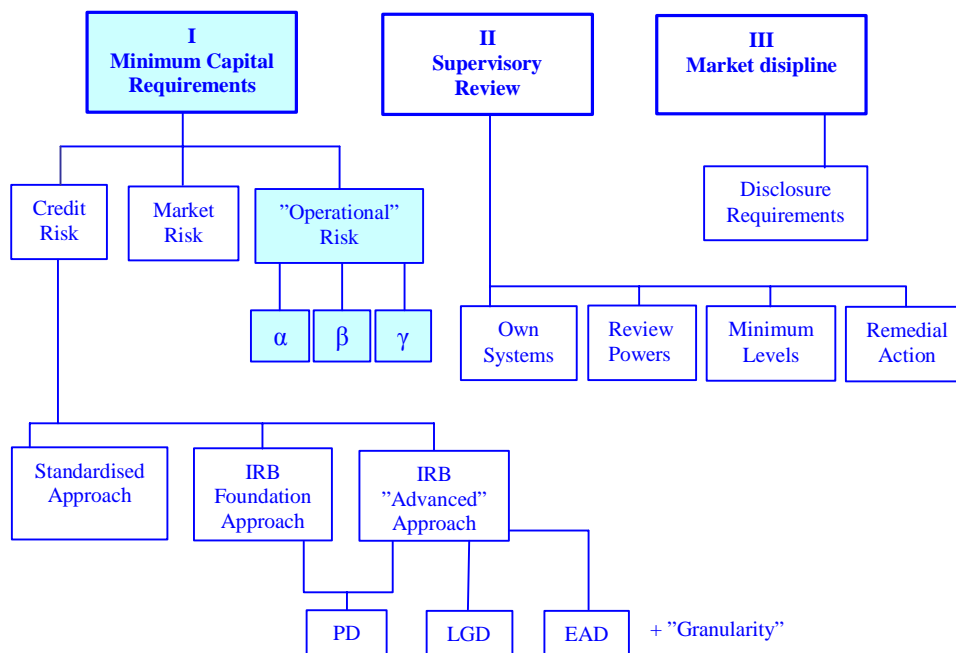 I
Minimum Capital
Requirements
II
Supervisory
Review
III
Market disipline
Credit
Risk
Market
Risk
”Operational”
Risk
Disclosure
Requirements
α
β
γ
Own
Systems
Review
Powers
Minimum
Levels
Remedial
Action
Standardised
Approach
IRB
Foundation
Approach
IRB
”Advanced”
Approach
PD
LGD
EAD
+ ”Granularity”